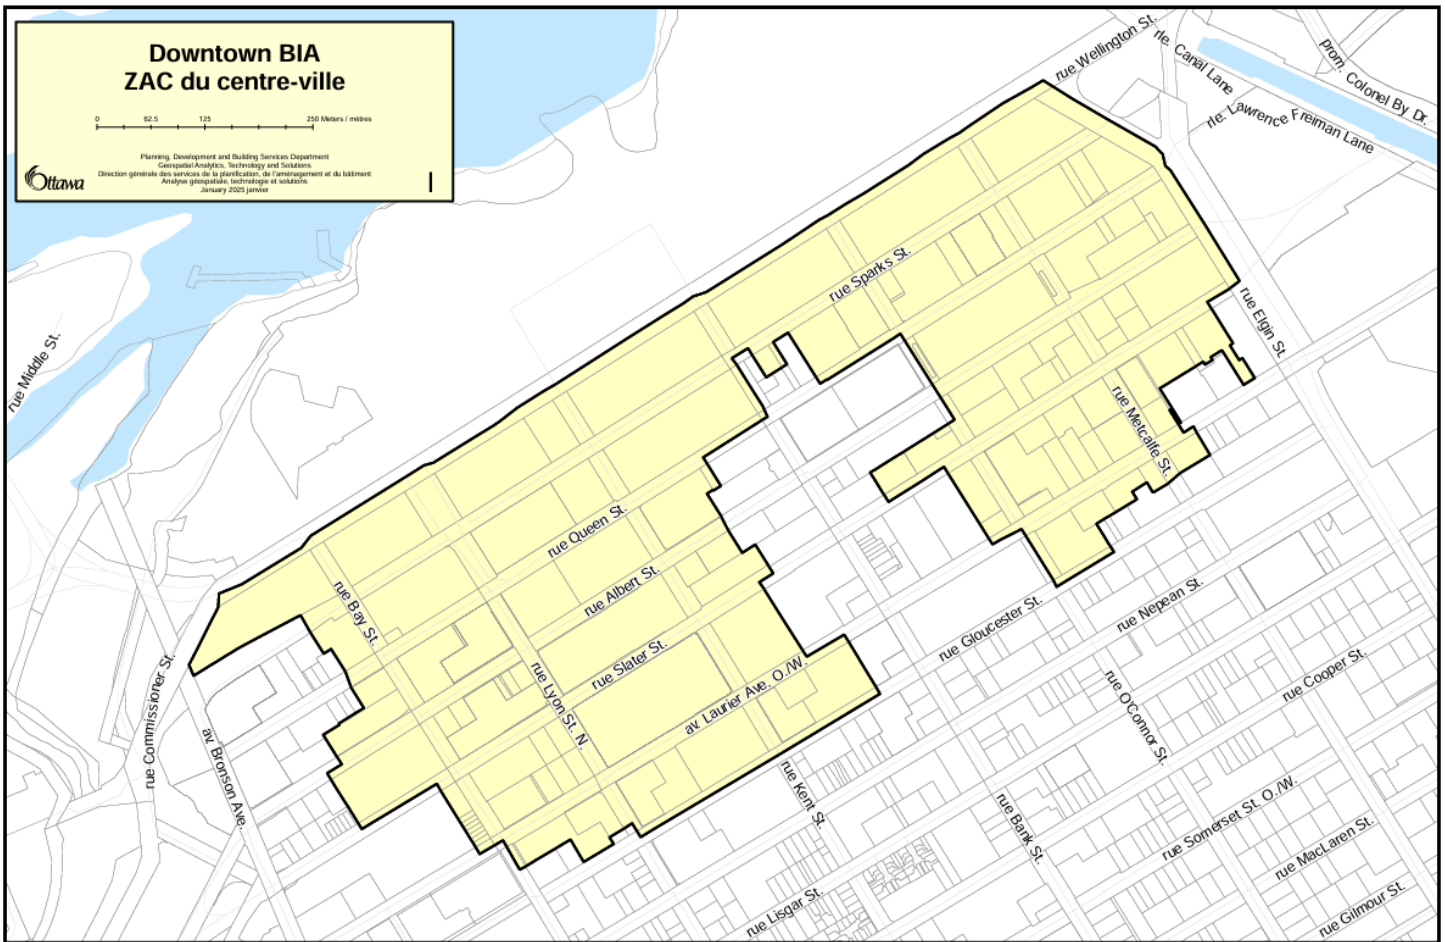 Downtown BIA
ZAC du centre-ville
0 62.5 125 250 Meters / mètres
Planning, Development and Building Services Department
Geospatial Analytics, Technology and Solutions
Direction générale des services de la planification, de l'aménagement et du bâtiment
Analyse géospatiale, technologie et solutions
January 2025 janvier
Ottawa
rue Wellington St.
rle. Canal Lane
prom. Colonel By Dr.
rle. Lawrence Freiman Lane
rue Sparks St.
rue Elgin St.
rue Middle St.
rue Metcalfe St.
rue Queen St.
rue Albert St.
rue Bay St.
rue Slater St.
rue Lyon St. N.
av. Laurier Ave. O./W.
rue Gloucester St.
rue Nepean St.
rue Cooper St.
rue Commissioner St.
av. Bronson Ave.
rue O'Connor St.
rue Kent St.
rue Bank St.
rue Somerset St. O./W.
rue MacLaren St.
rue Lisgar St.
rue Gilmour St.